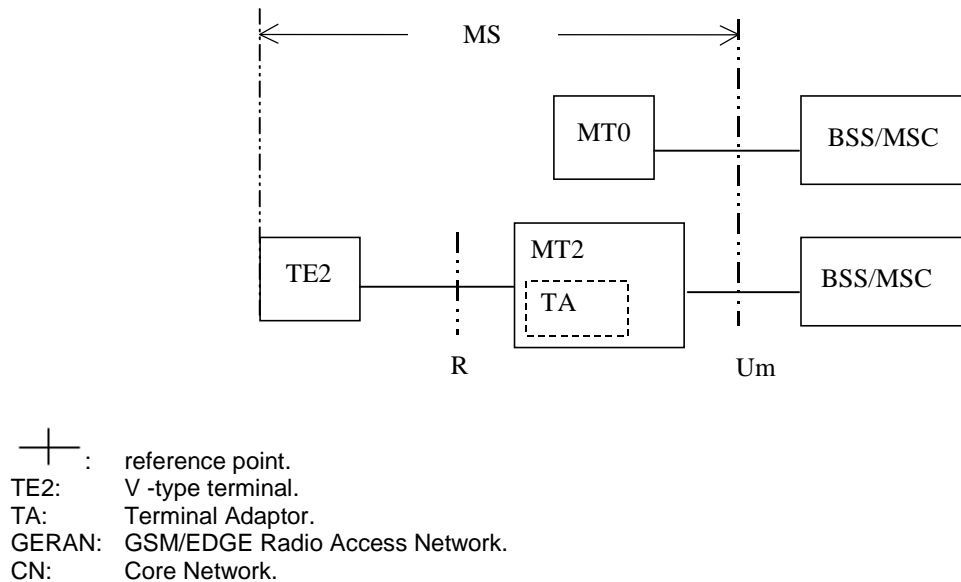 MS
MT0
BSS/MSC
TE2
MT2
TA
BSS/MSC
R
Um
: reference point.
TE2: V -type terminal.
TA: Terminal Adaptor.
GERAN: GSM/EDGE Radio Access Network.
CN: Core Network.